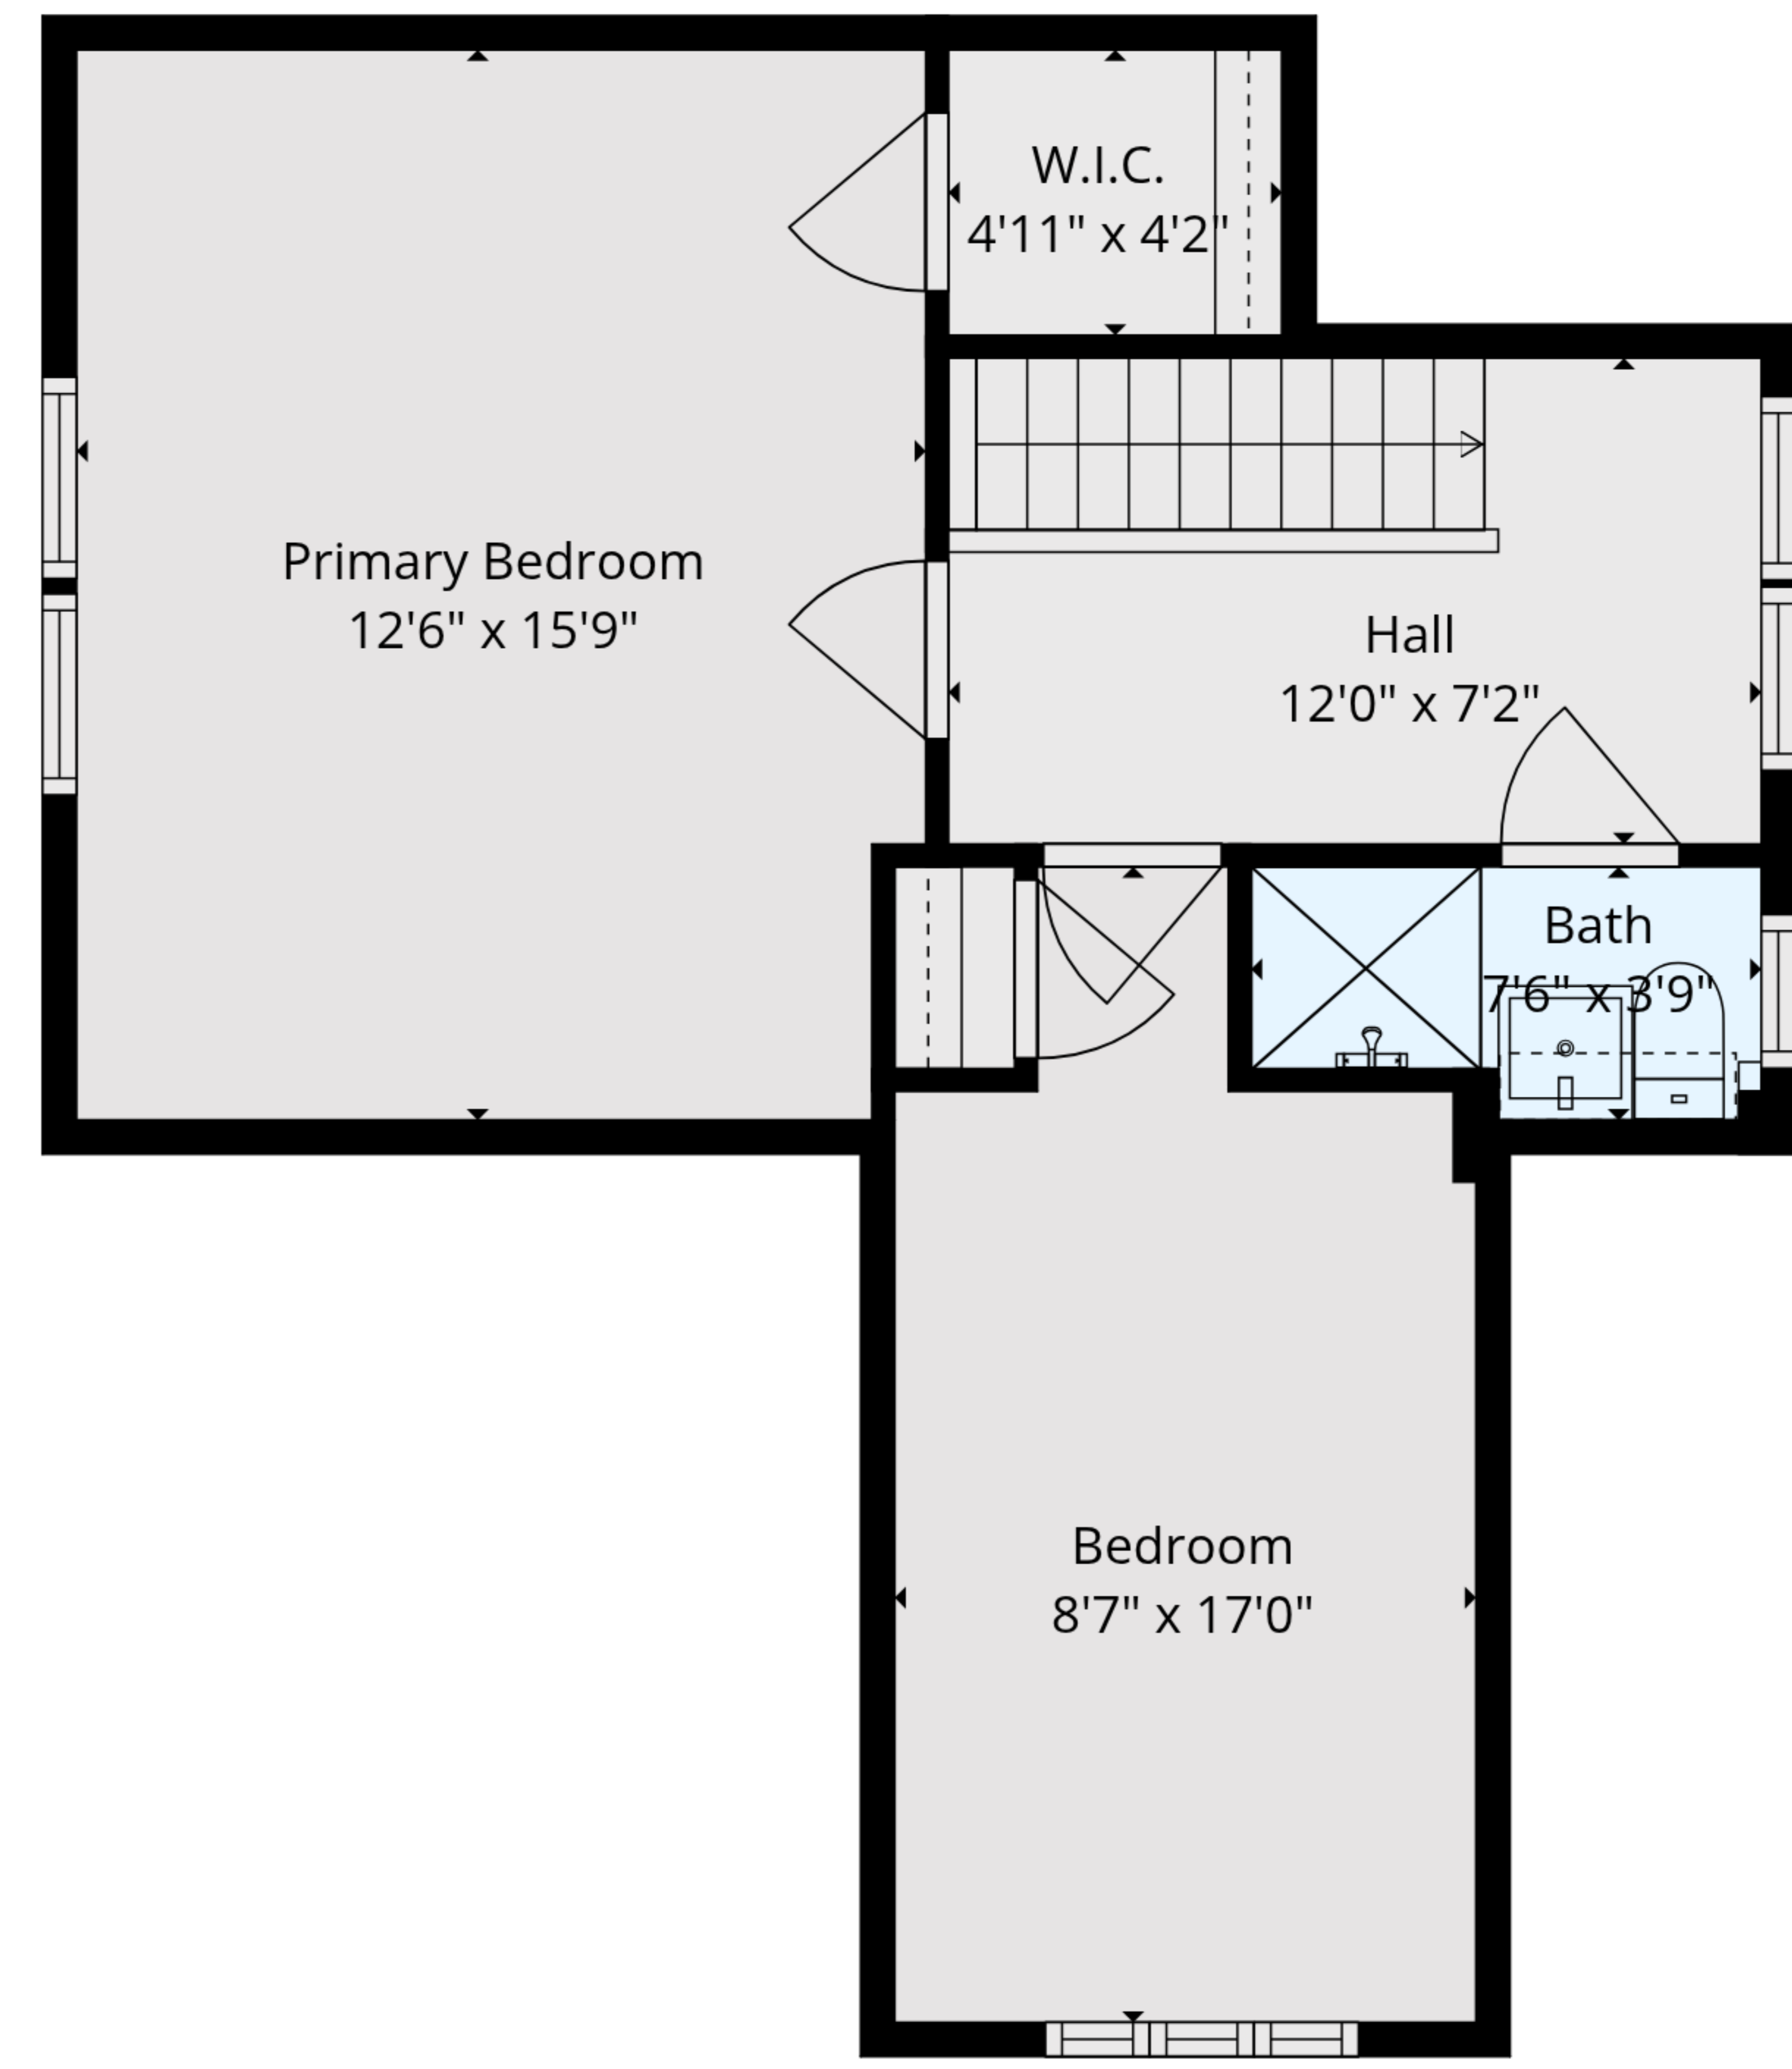 W.I.C.
4'11" x 4'2"
Primary Bedroom
12'6" x 15'9"
Hall
12'0" x 7'2"
Bath
7'6" x 3'9"
Bedroom
8'7" x 17'0"